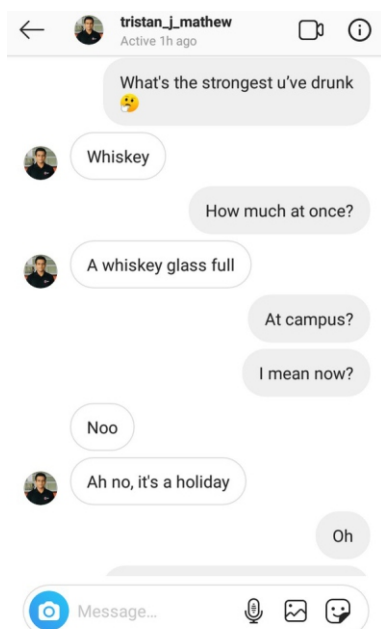 tristan_j_mathew
Active 1h ago
What's the strongest u've drunk
🤔
Whiskey
How much at once?
A whiskey glass full
At campus?
I mean now?
Noo
Ah no, it's a holiday
Oh
Message...